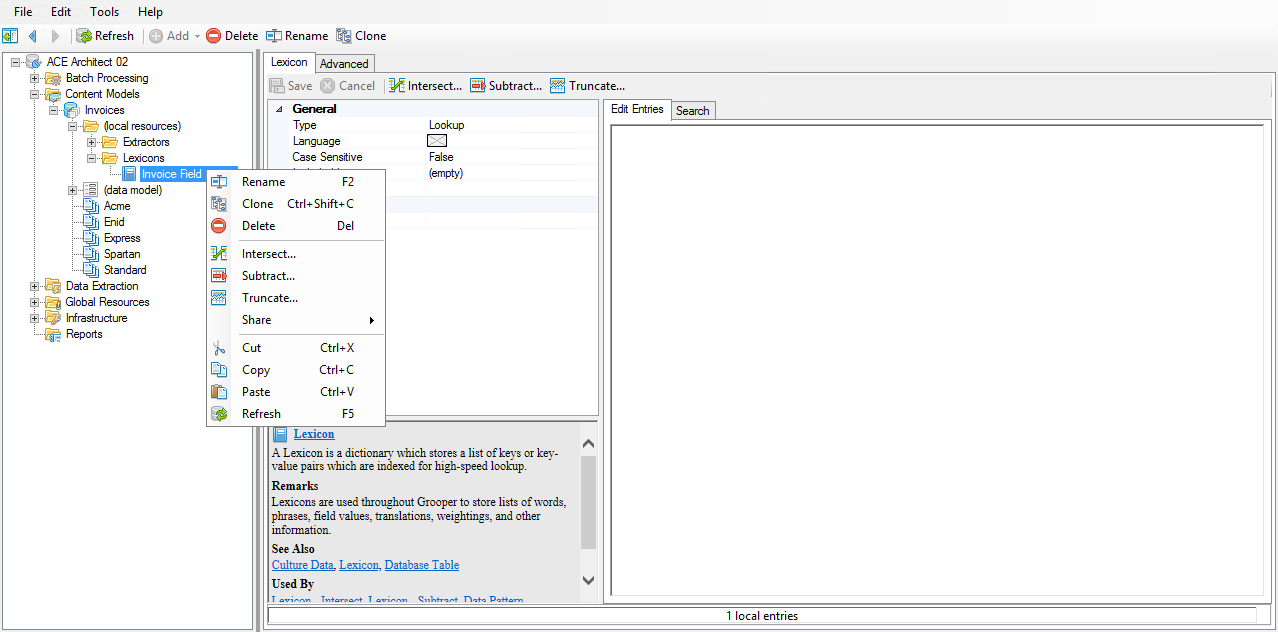 File Edit Tools Help
Refresh Add Delete Rename Clone
ACE Architect 02
Batch Processing
Content Models
Invoices
(local resources)
Extractors
Lexicons
Invoice Field
(data model)
Acme
Enid
Express
Spartan
Standard
Data Extraction
Global Resources
Infrastructure
Reports
Rename F2
Clone Ctrl+Shift+C
Delete Del
Intersect...
Subtract...
Truncate...
Share
Cut Ctrl+X
Copy Ctrl+C
Paste Ctrl+V
Refresh F5
Lexicon Advanced
Save Cancel Intersect... Subtract... Truncate...
General
Type Lookup
Language
Case Sensitive False
(empty)
Lexicon
A Lexicon is a dictionary which stores a list of keys or key-
value pairs which are indexed for high-speed lookup.
Remarks
Lexicons are used throughout Grooper to store lists of words,
phrases, field values, translations, weightings, and other
information.
See Also
Culture Data, Lexicon, Database Table
Used By
Lexicon - Intersect, Lexicon - Subtract, Data Pattern
Edit Entries Search
1 local entries